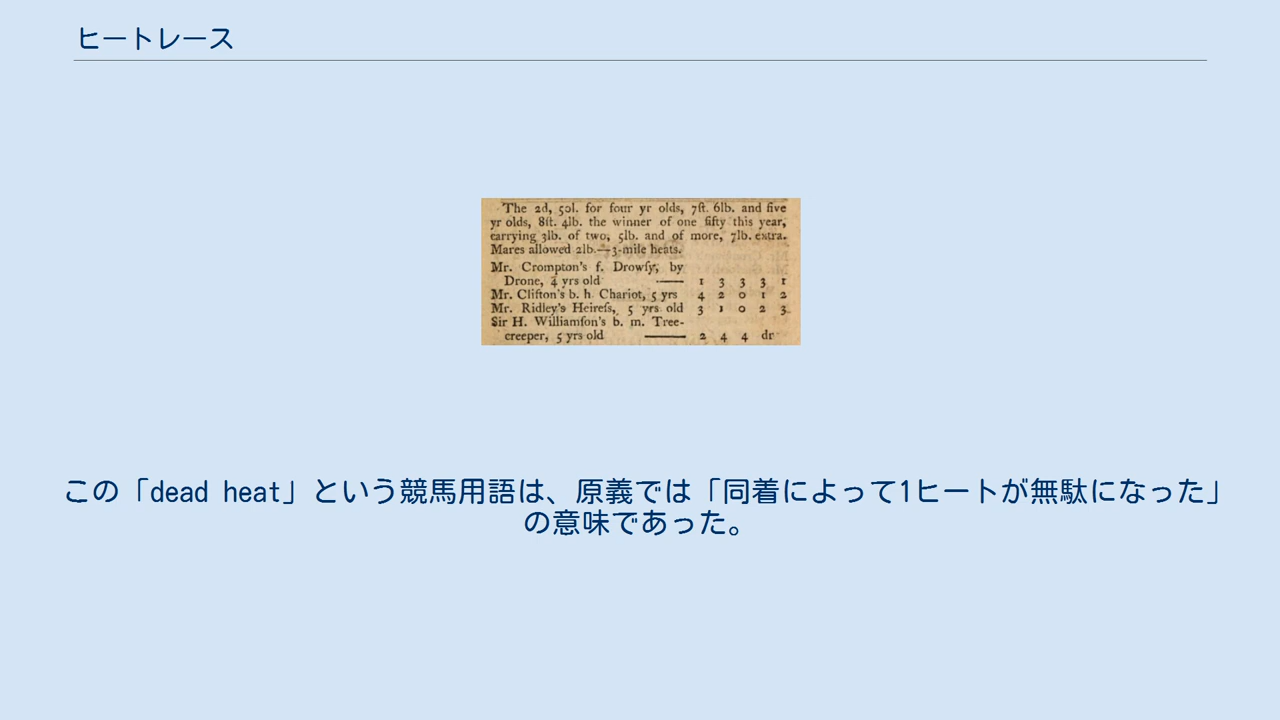 ヒートレース
The 2d, 50l. for four yr olds, 7ſt. 6lb. and five
yr olds, 8ſt. 4lb. the winner of one fifty this year,
carrying 3lb. of two, 5lb. and of more, 7lb. extra.
Mares allowed 2lb.—3-mile heats.
Mr. Crompton's f. Drowſy, by
Drone, 4 yrs old — 1 3 3 3 1
Mr. Clifton's b. h. Chariot, 5 yrs 4 2 0 1 2
Mr. Ridley's Heireſs, 5 yrs old 3 1 0 2 3
Sir H. Williamſon's b. m. Tree-
creeper, 5 yrs old — 2 4 4 dr
この「dead heat」という競馬用語は、原義では「同着によって1ヒートが無駄になった」
の意味であった。